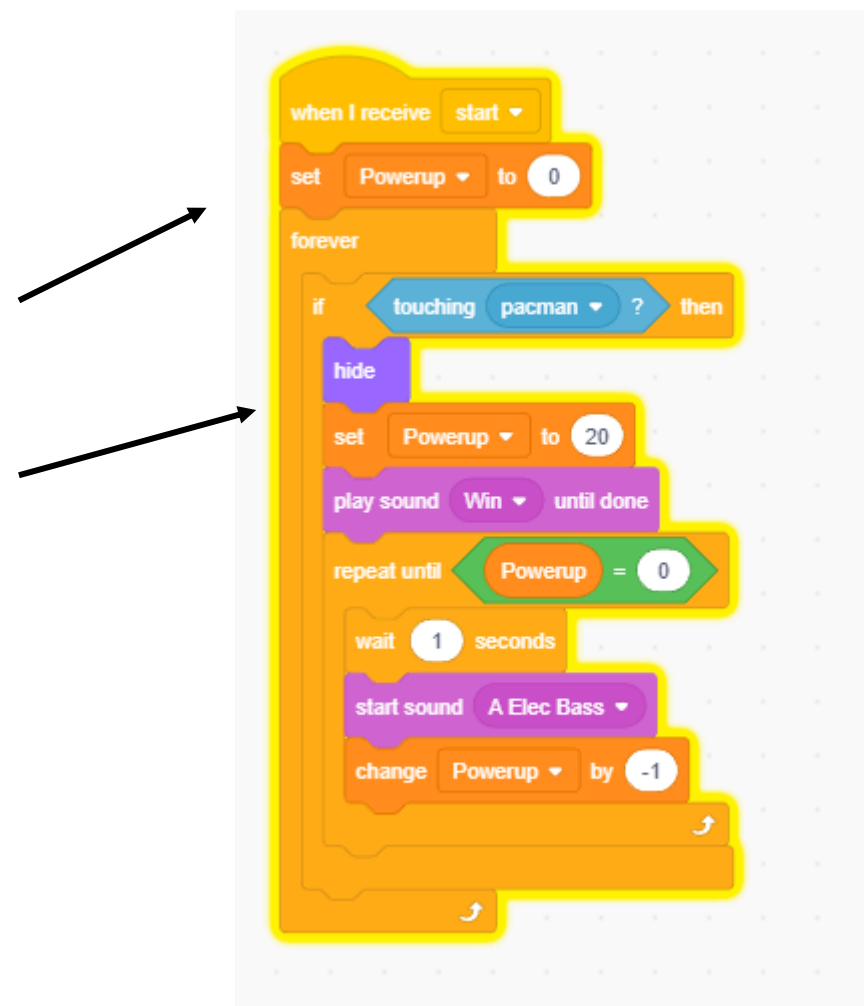 when I receive start
set Powerup to 0
forever
if touching pacman ? then
hide
set Powerup to 20
play sound Win until done
repeat until Powerup = 0
wait 1 seconds
start sound A Elec Bass
change Powerup by -1